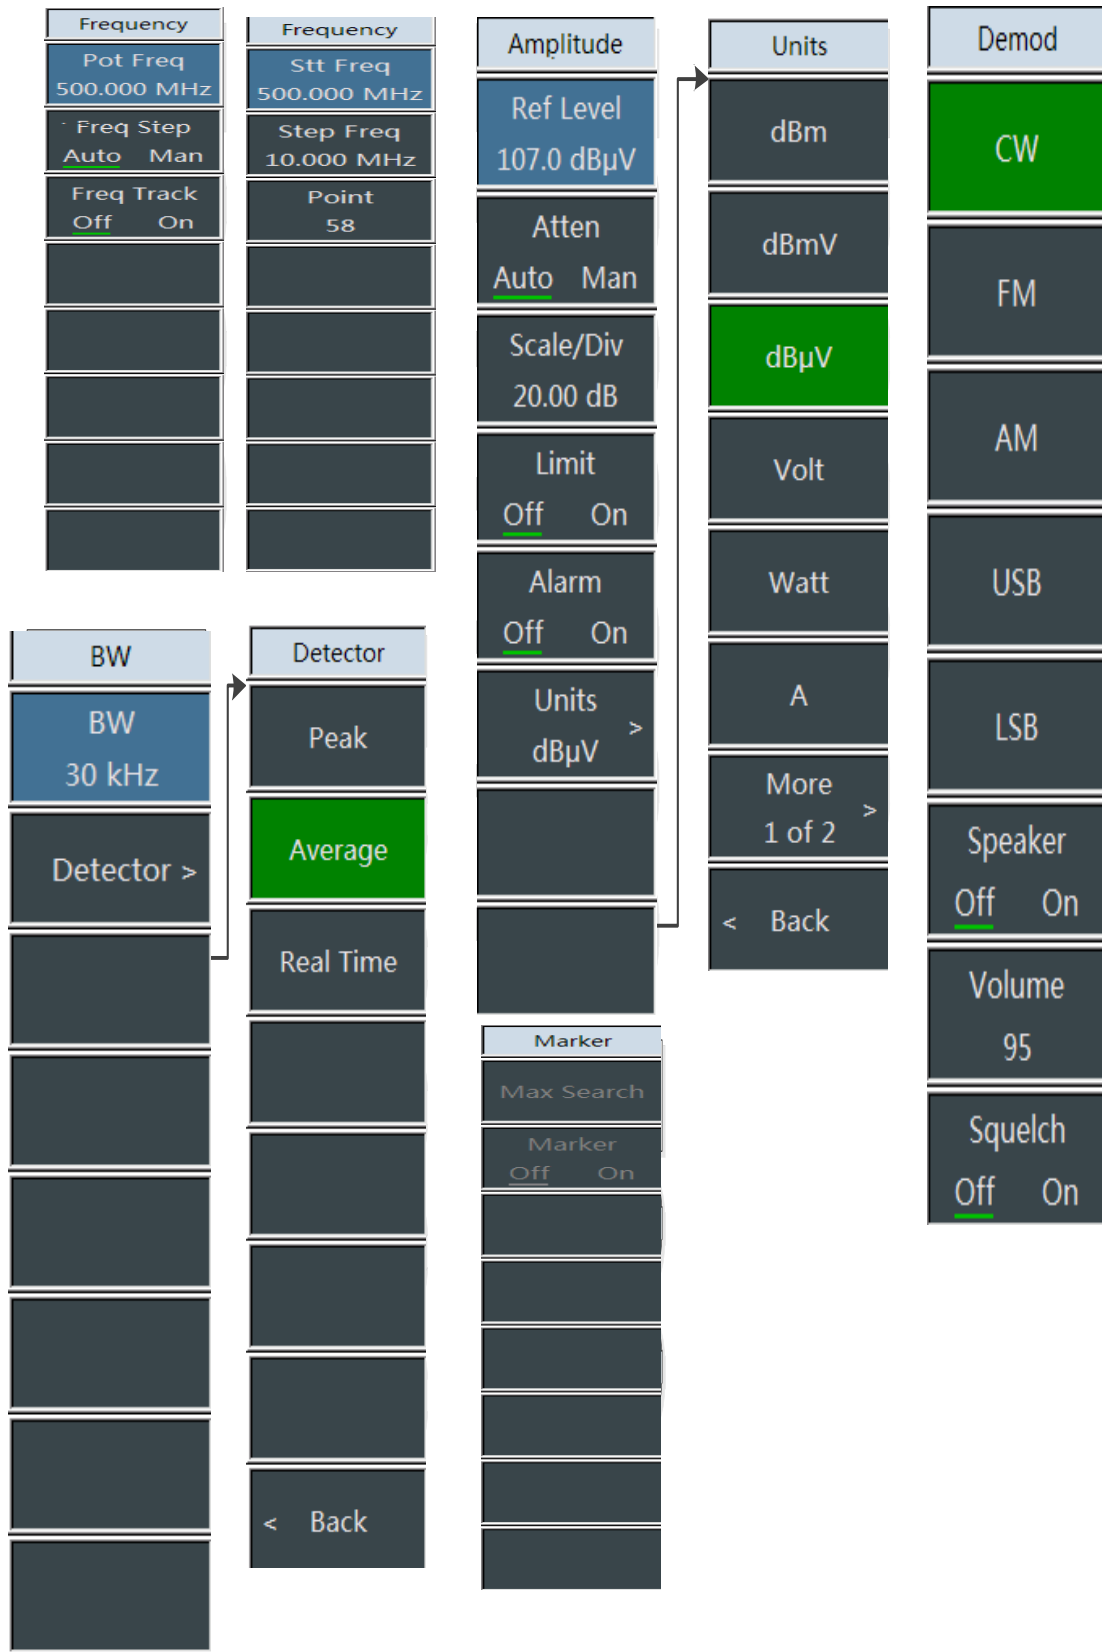 Frequency
Pot Freq
500.000 MHz
Freq Step
Auto Man
Freq Track
Off On
Frequency
Stt Freq
500.000 MHz
Step Freq
10.000 MHz
Point
58
Amplitude
Ref Level
107.0 dBµV
Atten
Auto Man
Scale/Div
20.00 dB
Limit
Off On
Alarm
Off On
Units >
dBµV
Units
dBm
dBmV
dBµV
Volt
Watt
A
More >
1 of 2
< Back
Demod
CW
FM
AM
USB
LSB
Speaker
Off On
Volume
95
Squelch
Off On
BW
BW
30 kHz
Detector >
Detector
Peak
Average
Real Time
< Back
Marker
Max Search
Marker
Off On